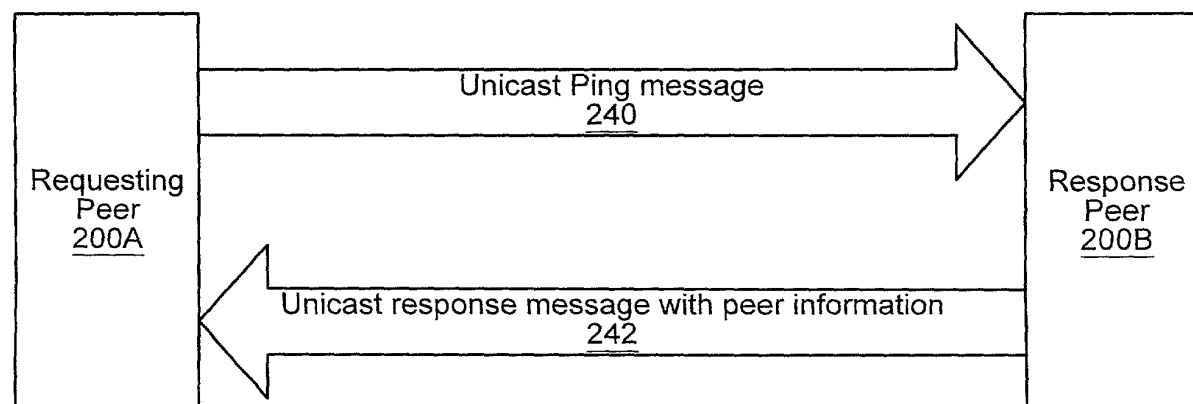 Unicast Ping message
240
Requesting
Peer
200A
Response
Peer
200B
Unicast response message with peer information
242